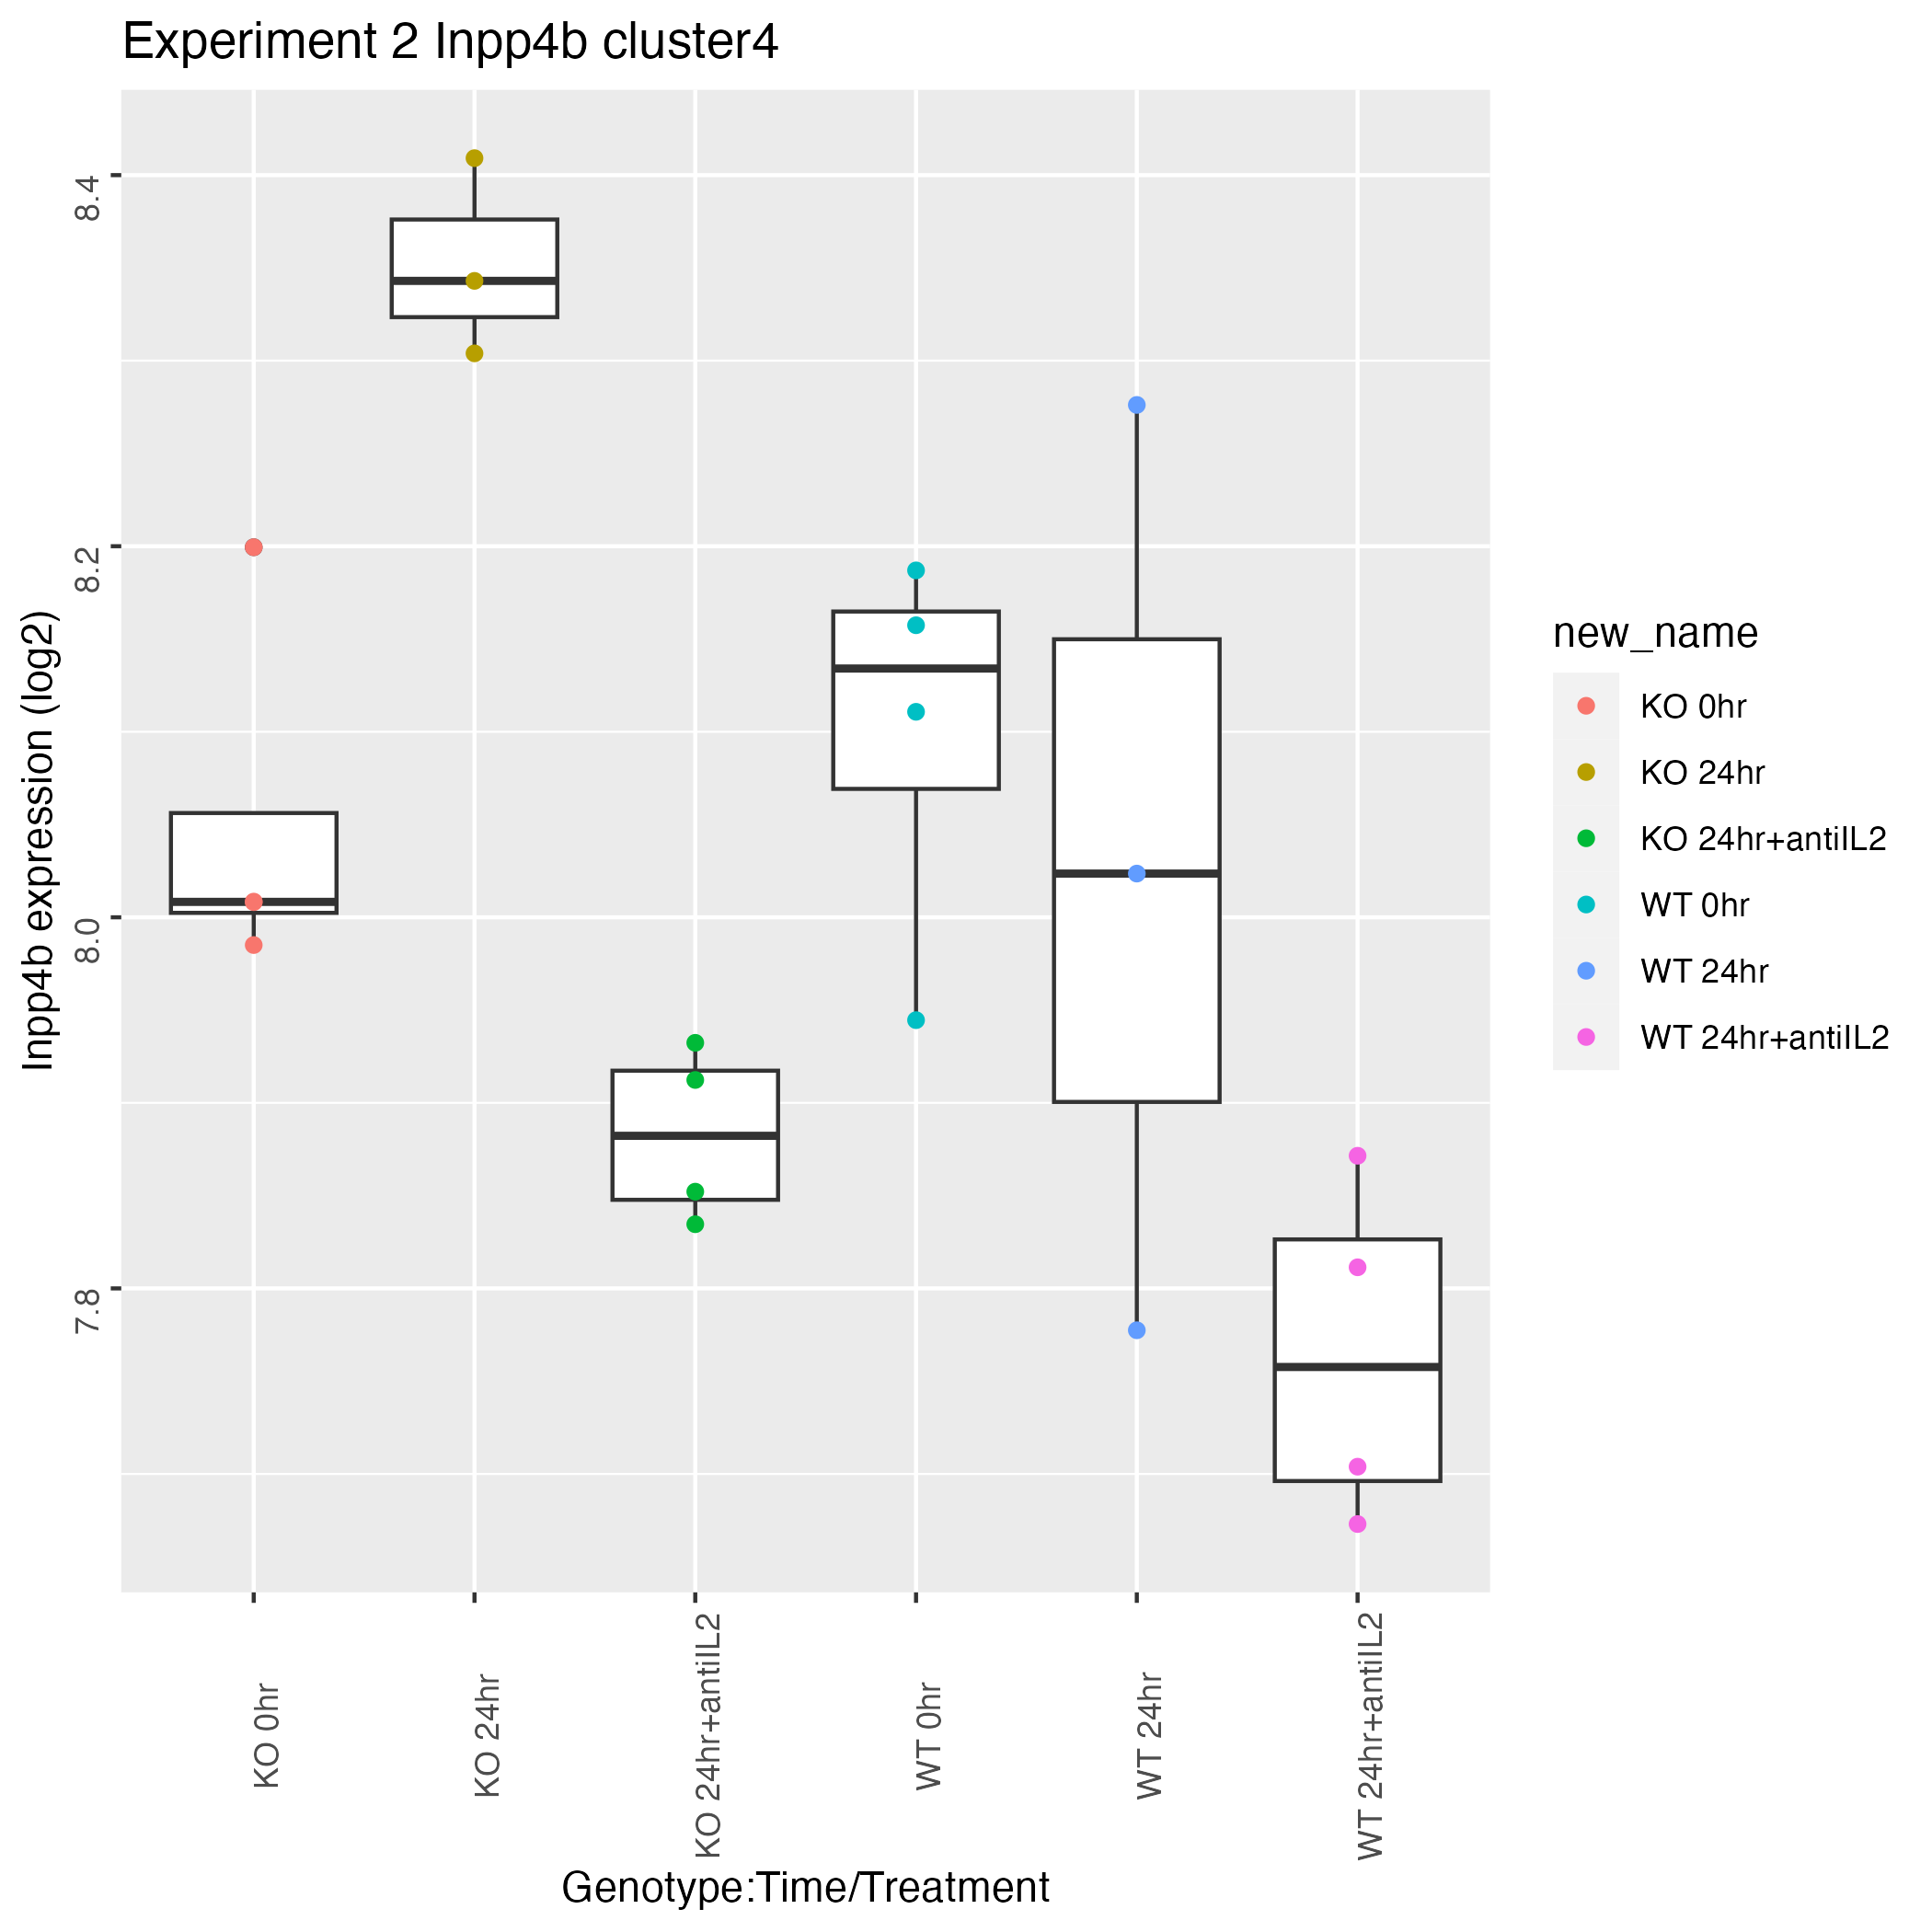 Experiment 2 Inpp4b cluster4
Inpp4b expression (log2)
8.4
8.2
8.0
7.8
KO 0hr
KO 24hr
KO 24hr+antiIL2
WT 0hr
WT 24hr
WT 24hr+antiIL2
Genotype:Time/Treatment
new_name
KO 0hr
KO 24hr
KO 24hr+antiIL2
WT 0hr
WT 24hr
WT 24hr+antiIL2